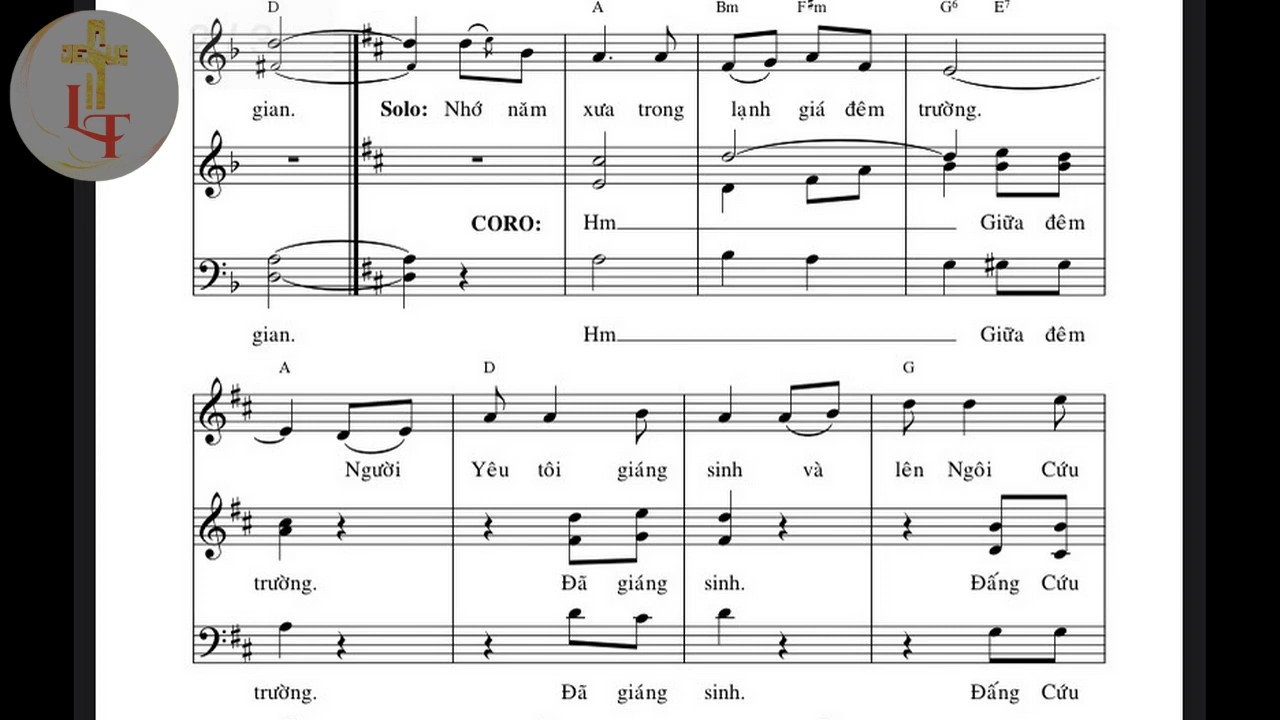 D A Bm F♯m G6 E7
gian. Solo: Nhớ năm xưa trong lạnh giá đêm trường.
CORO: Hm Giữa đêm
gian. Hm Giữa đêm
A D G
Người Yêu tôi giáng sinh và lên Ngôi Cứu
trường. Đã giáng sinh. Đấng Cứu
trường. Đã giáng sinh. Đấng Cứu
JESUS
LT